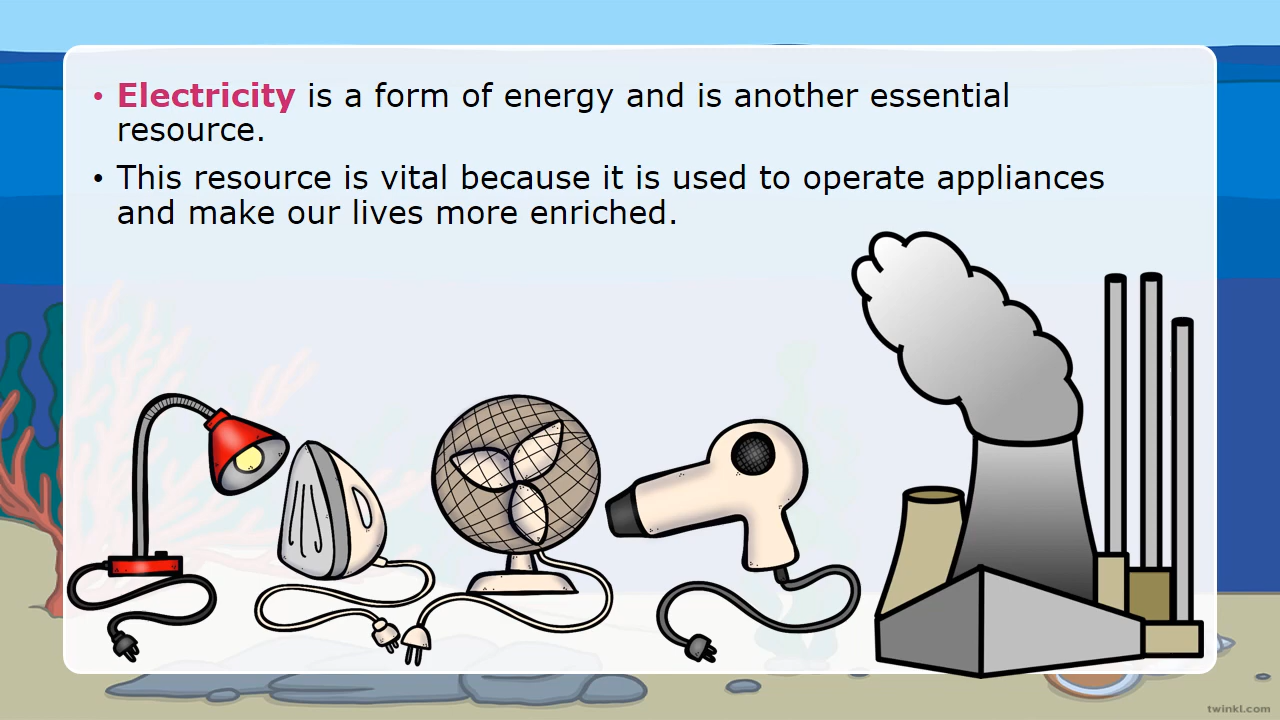 • Electricity is a form of energy and is another essential
resource.
• This resource is vital because it is used to operate appliances
and make our lives more enriched.
twinkl.com